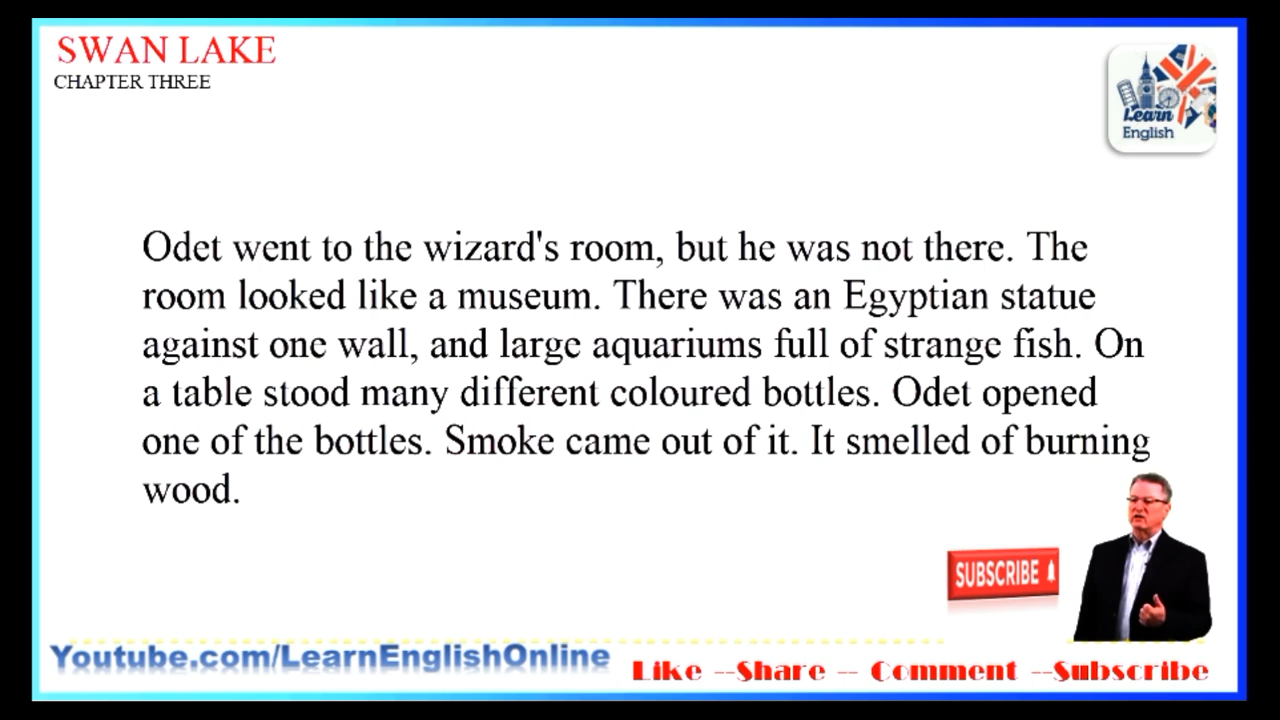 SWAN LAKE
CHAPTER THREE
Learn
English
Odet went to the wizard's room, but he was not there. The
room looked like a museum. There was an Egyptian statue
against one wall, and large aquariums full of strange fish. On
a table stood many different coloured bottles. Odet opened
one of the bottles. Smoke came out of it. It smelled of burning
wood.
SUBSCRIBE
Youtube.com/LearnEnglishOnline
Like --Share -- Comment --Subscribe